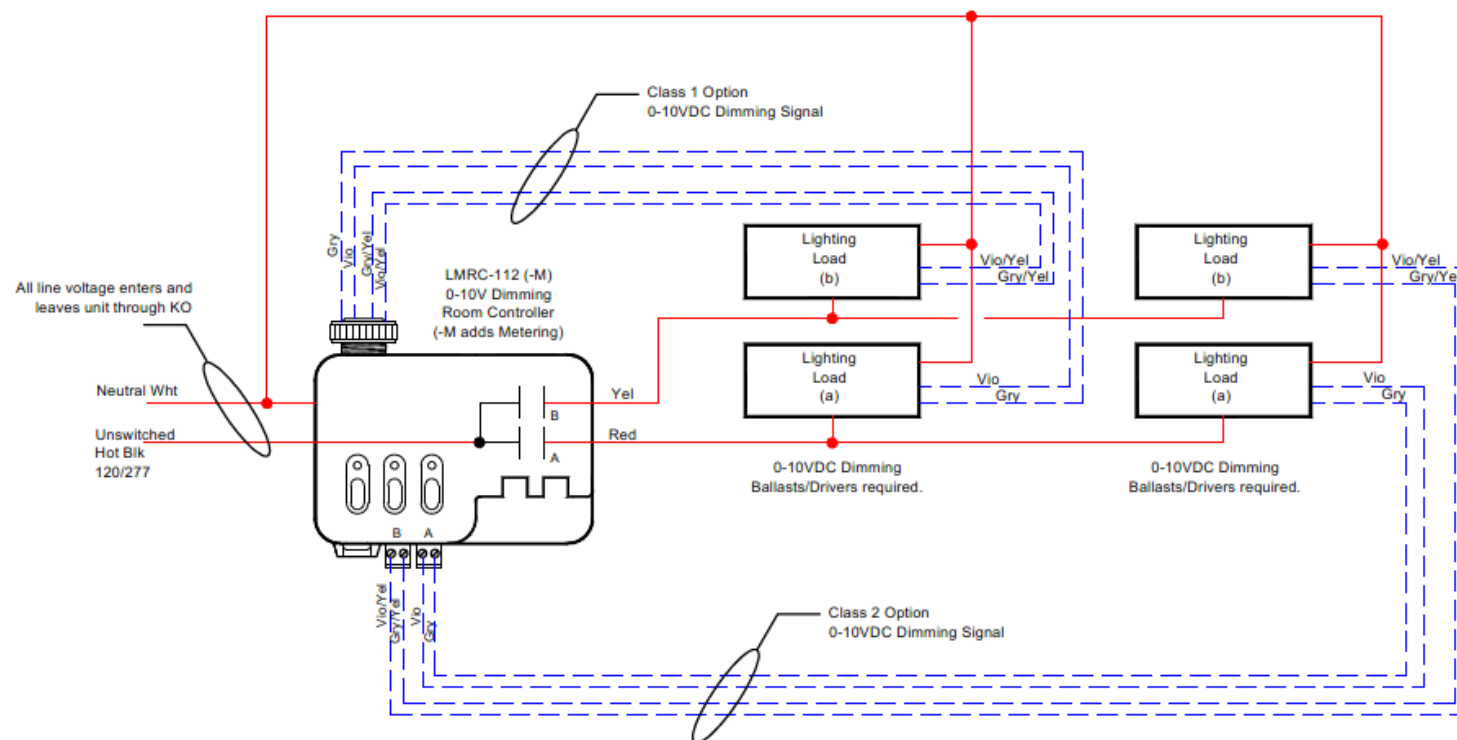 Class 1 Option
0-10VDC Dimming Signal
Gry
Vio
Gry/Yel
Vio/Yel
LMRC-112 (-M)
0-10V Dimming
Room Controller
(-M adds Metering)
All line voltage enters and
leaves unit through KO
Neutral Wht
Unswitched
Hot Blk
120/277
B
A
Yel
Red
B
A
Lighting
Load
(b)
Vio/Yel
Gry/Yel
Lighting
Load
(b)
Vio/Yel
Gry/Ye
Lighting
Load
(a)
Vio
Gry
Lighting
Load
(a)
Vio
Gry
0-10VDC Dimming
Ballasts/Drivers required.
0-10VDC Dimming
Ballasts/Drivers required.
Vio/Yel
Gry/Yel
Vio
Gry
Class 2 Option
0-10VDC Dimming Signal